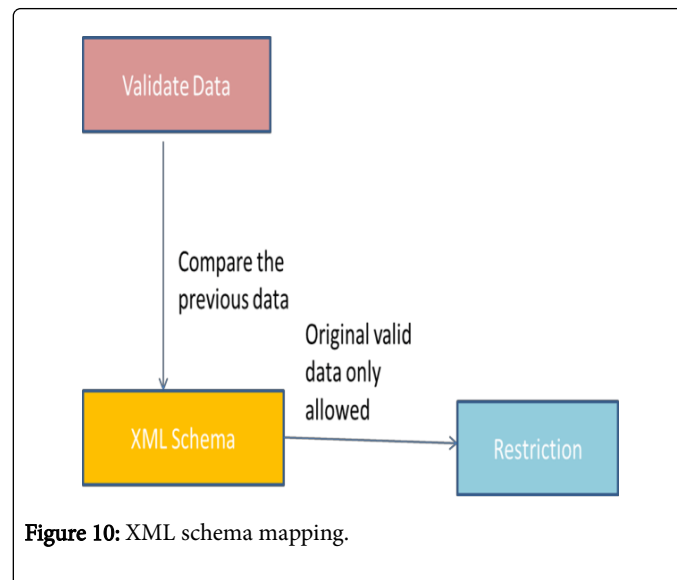 Validate Data
Compare the
previous data
Original valid
data only
allowed
XML Schema
Restriction
Figure 10: XML schema mapping.